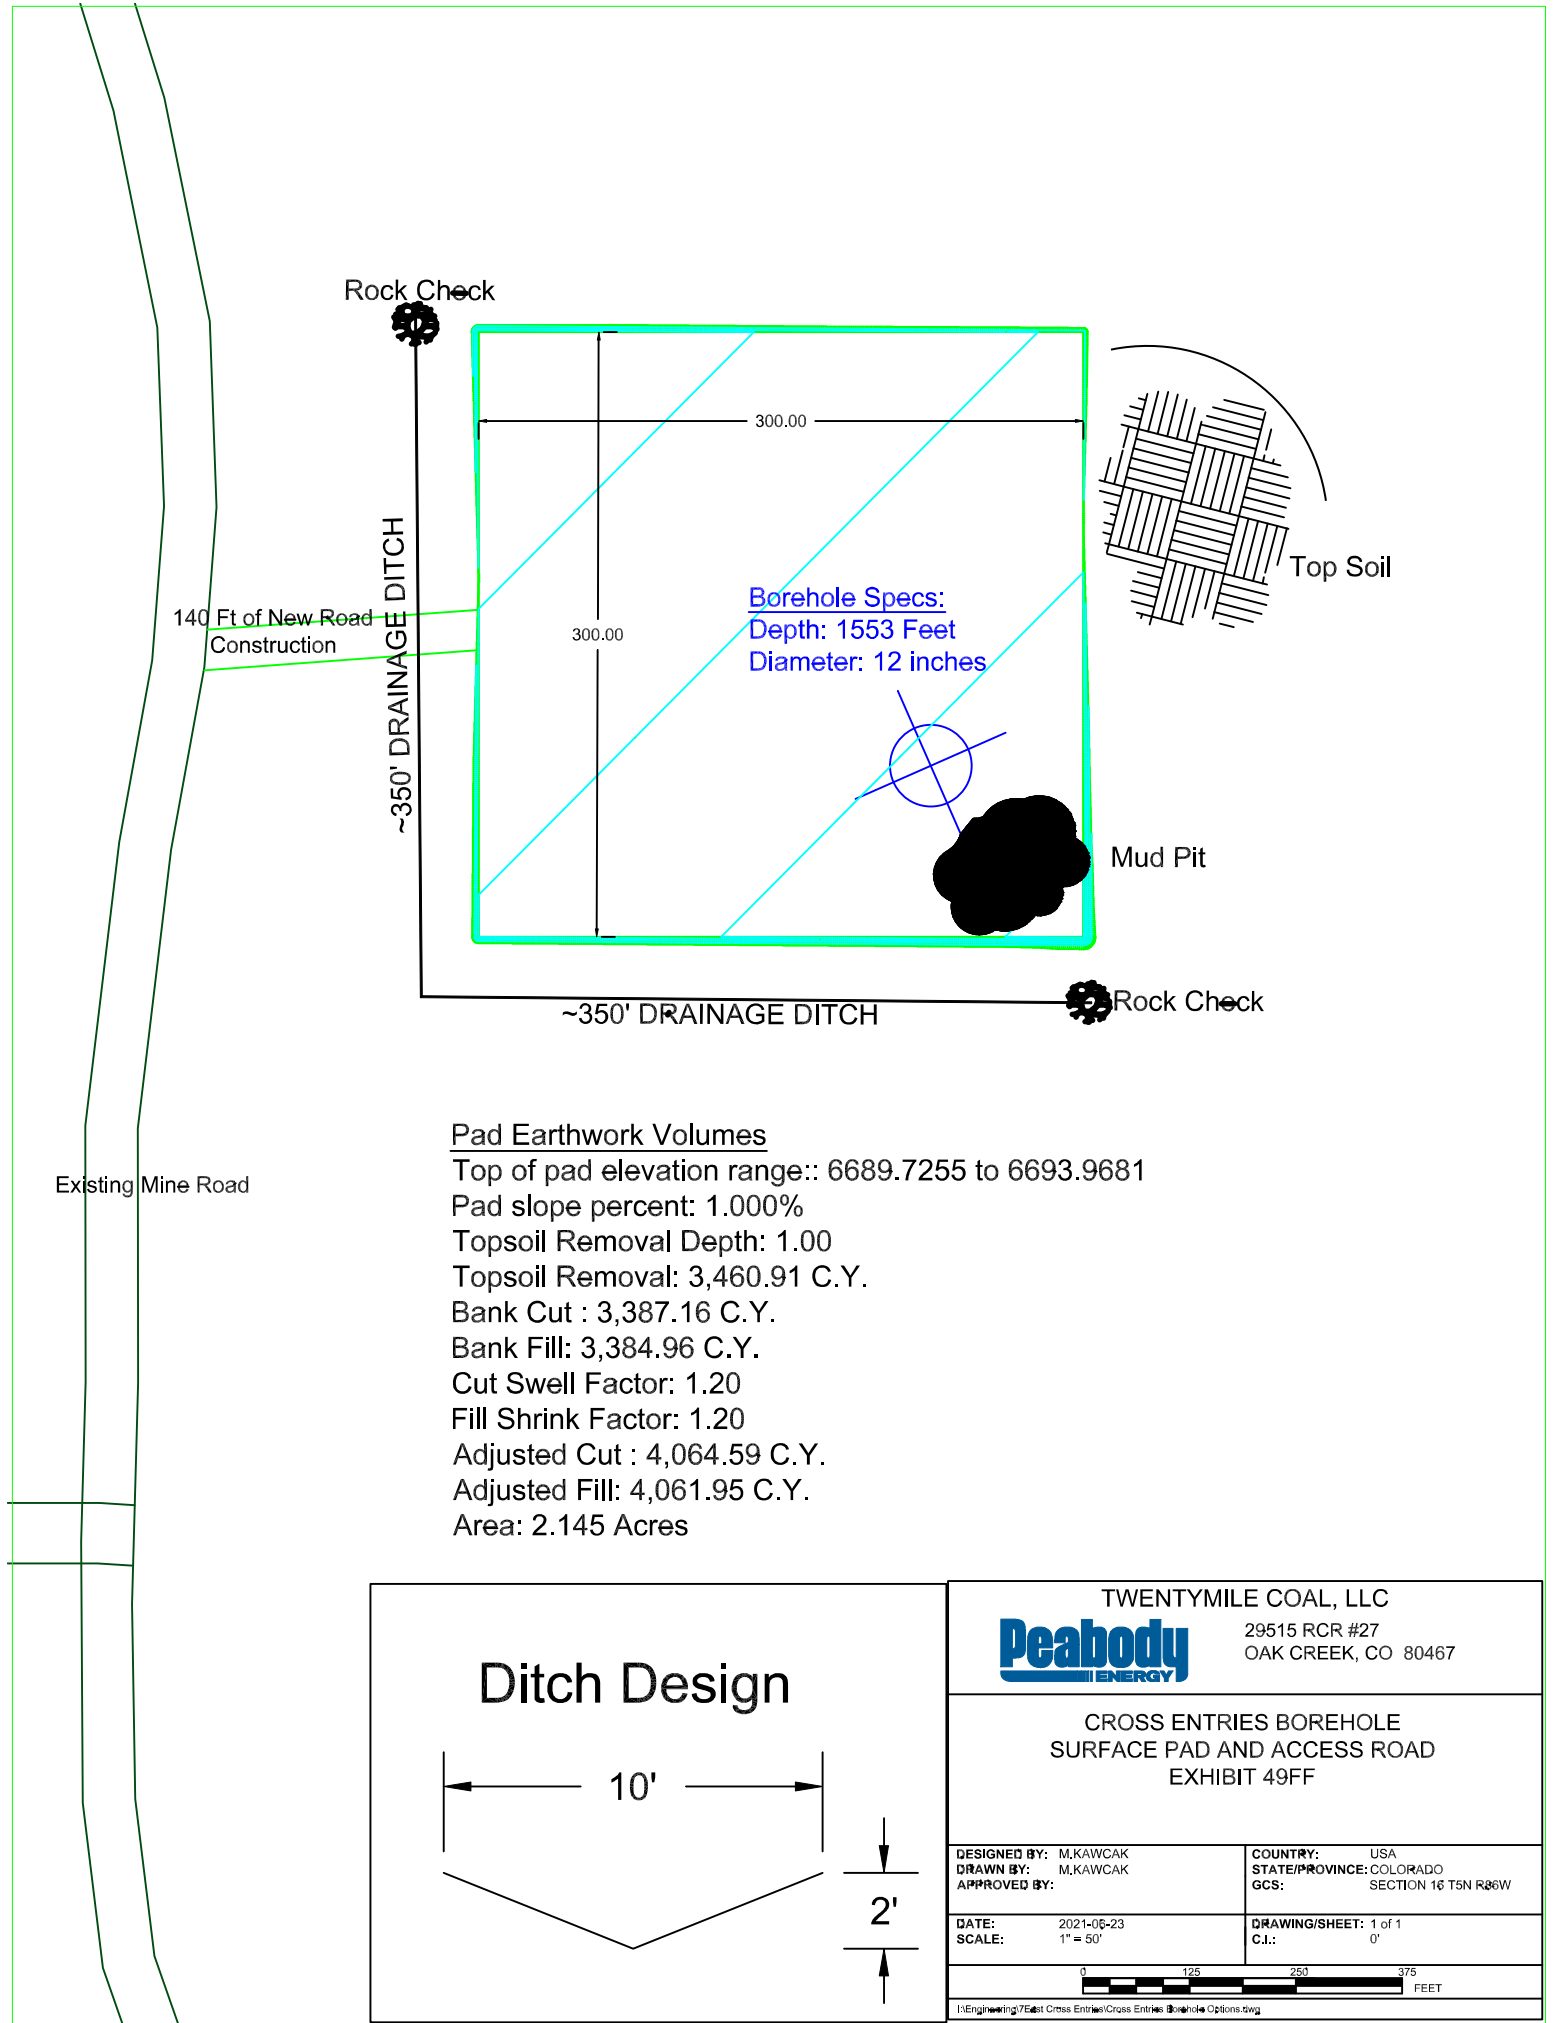 Rock Check
300.00
300.00
Top Soil
~350' DRAINAGE DITCH
140 Ft of New Road
Construction
Borehole Specs:
Depth: 1553 Feet
Diameter: 12 inches
Mud Pit
Rock Check
~350' DRAINAGE DITCH
Existing Mine Road
Pad Earthwork Volumes
Top of pad elevation range:: 6689.7255 to 6693.9681
Pad slope percent: 1.000%
Topsoil Removal Depth: 1.00
Topsoil Removal: 3,460.91 C.Y.
Bank Cut : 3,387.16 C.Y.
Bank Fill: 3,384.96 C.Y.
Cut Swell Factor: 1.20
Fill Shrink Factor: 1.20
Adjusted Cut : 4,064.59 C.Y.
Adjusted Fill: 4,061.95 C.Y.
Area: 2.145 Acres
Ditch Design
10'
2'
TWENTYMILE COAL, LLC
Peabody
ENERGY
29515 RCR #27
OAK CREEK, CO 80467
CROSS ENTRIES BOREHOLE
SURFACE PAD AND ACCESS ROAD
EXHIBIT 49FF
DESIGNED BY: M.KAWCAK
DRAWN BY: M.KAWCAK
APPROVED BY:
COUNTRY: USA
STATE/PROVINCE: COLORADO
GCS: SECTION 16 T5N R86W
DATE: 2021-06-23
SCALE: 1" = 50'
DRAWING/SHEET: 1 of 1
C.I.: 0'
0 125 250 375
FEET
I:\Engineering\7East Cross Entries\Cross Entries Borehole Options.dwg